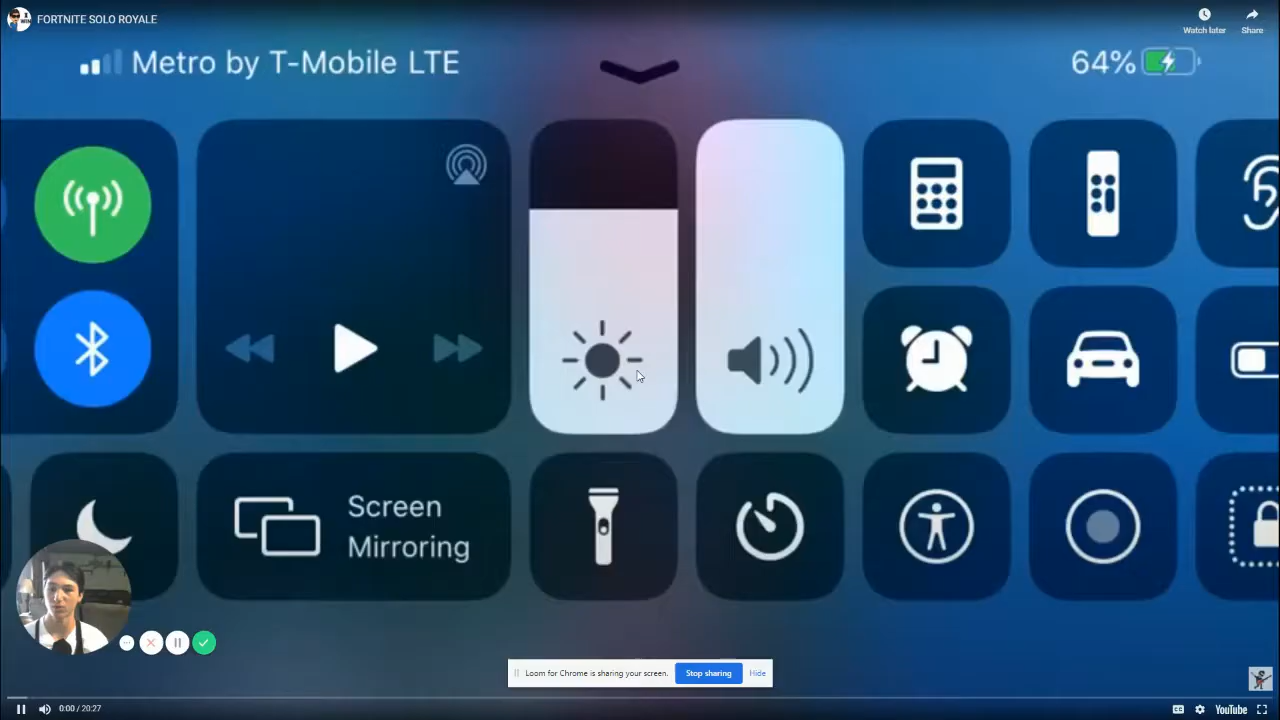 FORTNITE SOLO ROYALE
Watch later
Share
Metro by T-Mobile LTE
64%
Screen
Mirroring
Loom for Chrome is sharing your screen.
Stop sharing
Hide
0:00 / 20:27
CC
YouTube